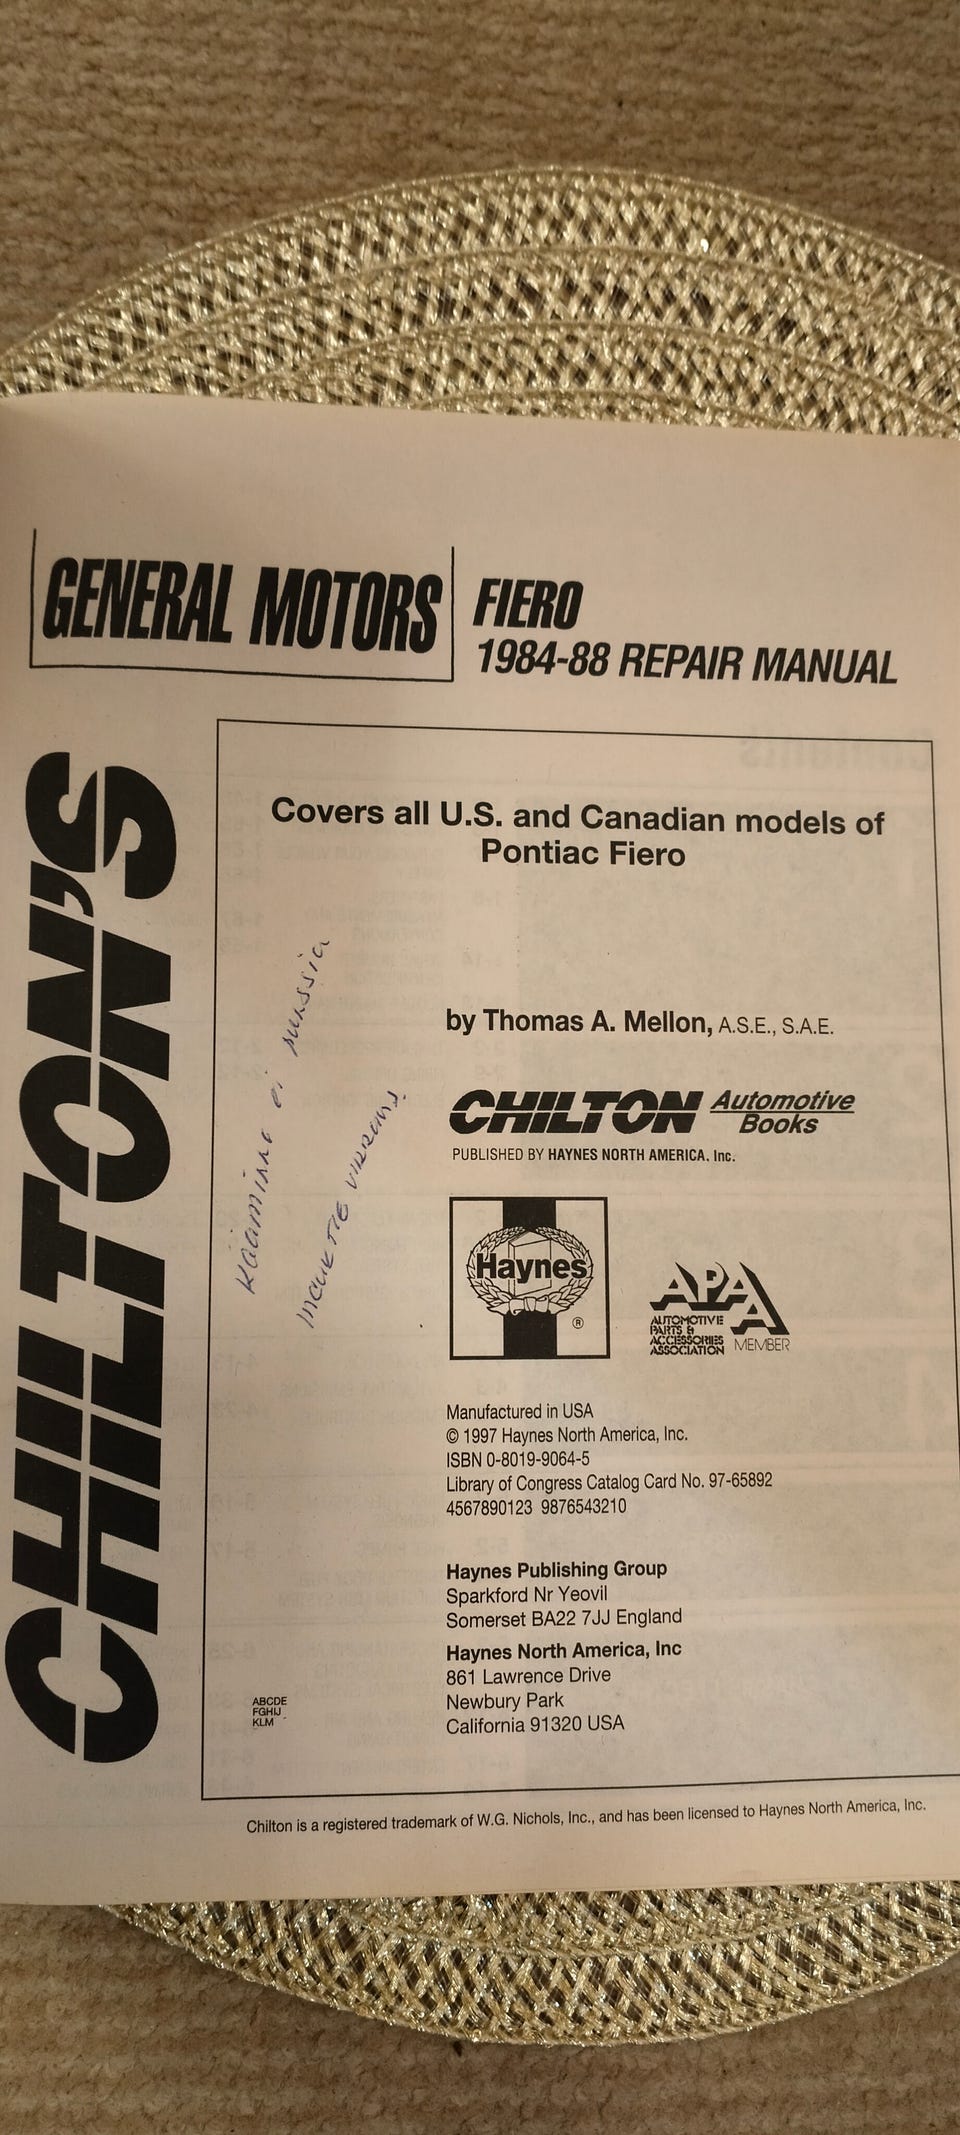 GENERAL MOTORS
FIERO
1984-88 REPAIR MANUAL
CHILTON'S
Covers all U.S. and Canadian models of
Pontiac Fiero
by Thomas A. Mellon, A.S.E., S.A.E.
CHILTON Automotive
Books
PUBLISHED BY HAYNES NORTH AMERICA, Inc.
Haynes
®
APAA
AUTOMOTIVE
PARTS &
ACCESSORIES
ASSOCIATION
MEMBER
Manufactured in USA
© 1997 Haynes North America, Inc.
ISBN 0-8019-9064-5
Library of Congress Catalog Card No. 97-65892
4567890123 9876543210
Haynes Publishing Group
Sparkford Nr Yeovil
Somerset BA22 7JJ England
Haynes North America, Inc
861 Lawrence Drive
Newbury Park
California 91320 USA
ABCDE
FGHIJ
KLM
Chilton is a registered trademark of W.G. Nichols, Inc., and has been licensed to Haynes North America, Inc.